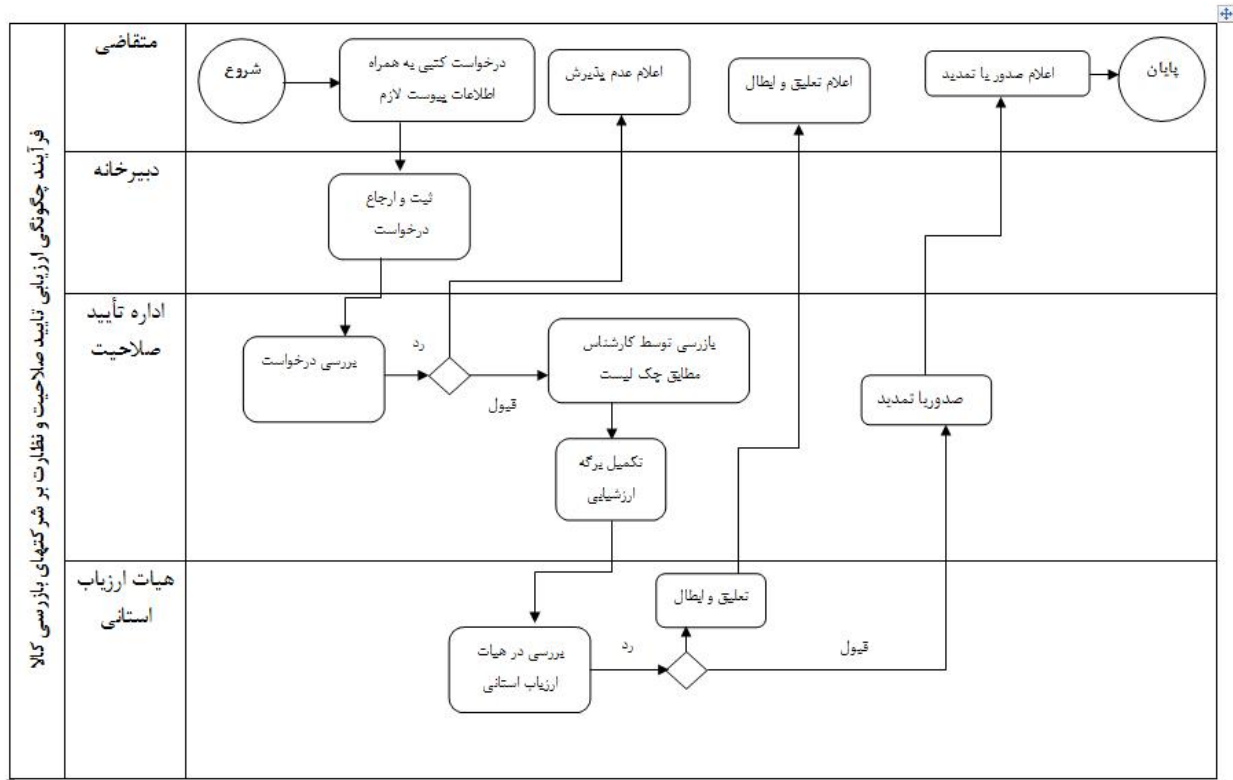 فرآیند چگونگی ارزیابی تایید صلاحیت و نظارت بر شرکتهای بازرسی کالا
متقاضی
شروع
درخواست کتبی به همراه
اطلاعات پیوست لازم
اعلام عدم پذیرش
اعلام تعلیق و ابطال
اعلام صدور یا تمدید
پایان
دبیرخانه
ثبت و ارجاع
درخواست
اداره تأیید
صلاحیت
بررسی درخواست
رد
قبول
بازرسی توسط کارشناس
مطابق چک لیست
صدوریا تمدید
تکمیل برگه
ارزشیابی
هیات ارزیاب
استانی
تعلیق و ابطال
بررسی در هیات
ارزیاب استانی
رد
قبول